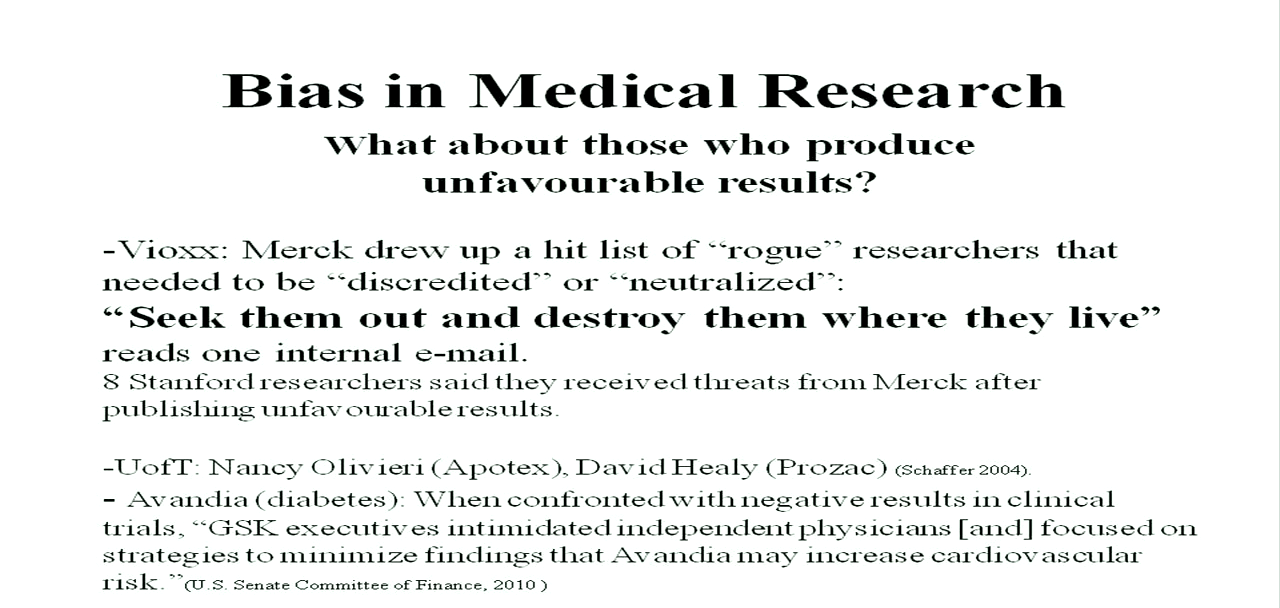 Bias in Medical Research
What about those who produce
unfavourable results?
-Vioxx: Merck drew up a hit list of “rogue” researchers that
needed to be “discredited” or “neutralized”:
“Seek them out and destroy them where they live”
reads one internal e-mail.
8 Stanford researchers said they received threats from Merck after
publishing unfavourable results.
-UofT: Nancy Olivieri (Apotex), David Healy (Prozac) (Schaffer 2004).
- Avandia (diabetes): When confronted with negative results in clinical
trials, “GSK executives intimidated independent physicians [and] focused on
strategies to minimize findings that Avandia may increase cardiovascular
risk.” (U.S. Senate Committee of Finance, 2010 )